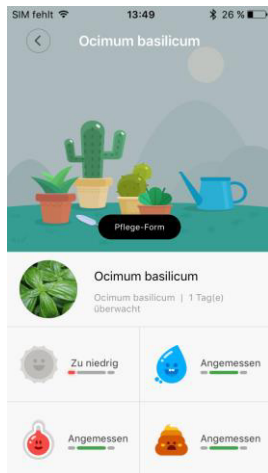 SIM fehlt 13:49 26 %
Ocimum basilicum
Pflege-Form
Ocimum basilicum
Ocimum basilicum | 1 Tag(e)
überwacht
Zu niedrig Angemessen
Angemessen Angemessen